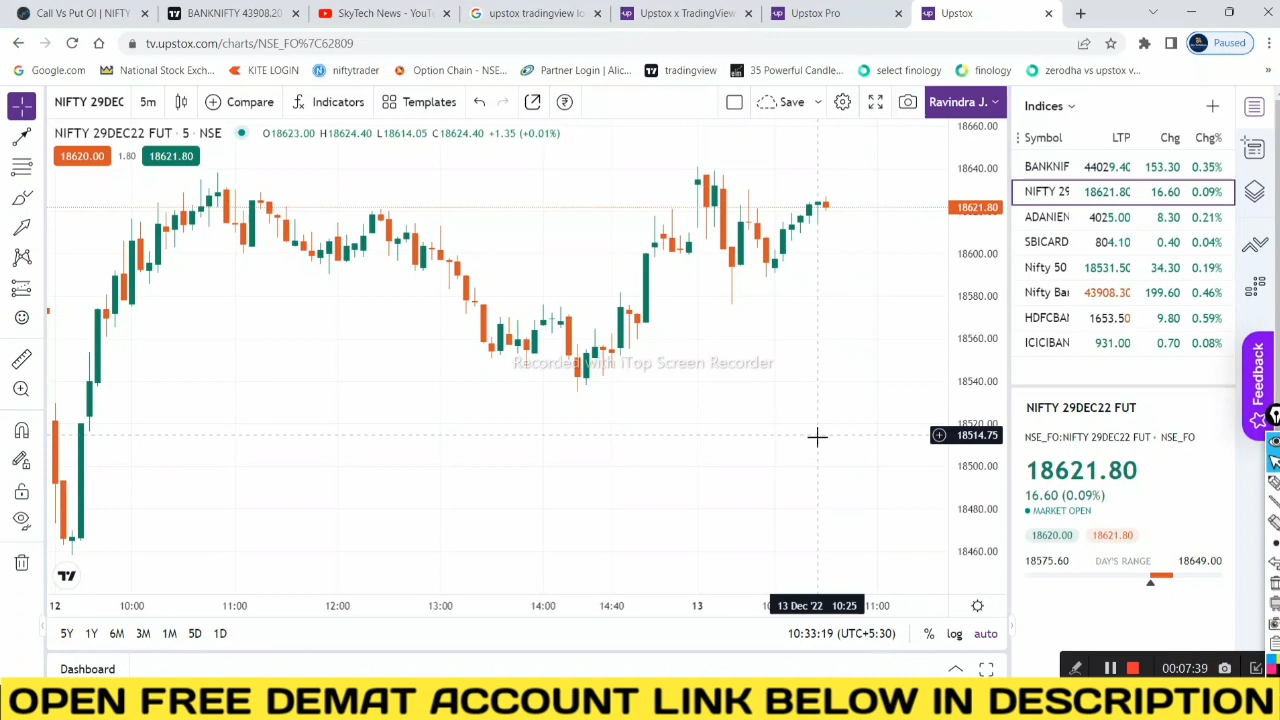 Call Vs Put OI | NIFTY
BANKNIFTY 43908.20
SkyTech News - YouT
upstox tradingview lo
Upstox x TradingView
Upstox Pro
Upstox
tv.upstox.com/charts/NSE_FO%7C62809
Paused
Google.com
National Stock Exch...
KITE LOGIN
niftytrader
Option Chain - NSE...
Partner Login | Alic...
tradingview
35 Powerful Candle...
select finology
finology
zerodha vs upstox v...
NIFTY 29DEC
5m
Compare
Indicators
Templates
Save
Ravindra J.
Indices
NIFTY 29DEC22 FUT · 5 · NSE
O18623.00 H18624.40 L18614.05 C18624.40 +1.35 (+0.01%)
18620.00 1.80 18621.80
Symbol LTP Chg Chg%
BANKNIF 44029.40 153.30 0.35%
NIFTY 29 18621.80 16.60 0.09%
ADANIEN 4025.00 8.30 0.21%
SBICARD 804.10 0.40 0.04%
Nifty 50 18531.50 34.30 0.19%
Nifty Bar 43908.30 199.60 0.46%
HDFCBAI 1653.50 9.80 0.59%
ICICIBAN 931.00 0.70 0.08%
18660.00
18640.00
18621.80
18600.00
18580.00
18560.00
18540.00
18514.75
18500.00
18480.00
18460.00
Recorded with iTop Screen Recorder
Feedback
NIFTY 29DEC22 FUT
NSE_FO:NIFTY 29DEC22 FUT · NSE_FO
18621.80
16.60 (0.09%)
MARKET OPEN
18620.00 18621.80
18575.60 DAY'S RANGE 18649.00
12 10:00 11:00 12:00 13:00 14:00 14:40 13 13 Dec '22 10:25 11:00
5Y 1Y 6M 3M 1M 5D 1D
10:33:19 (UTC+5:30) % log auto
Dashboard
00:07:39
OPEN FREE DEMAT ACCOUNT LINK BELOW IN DESCRIPTION